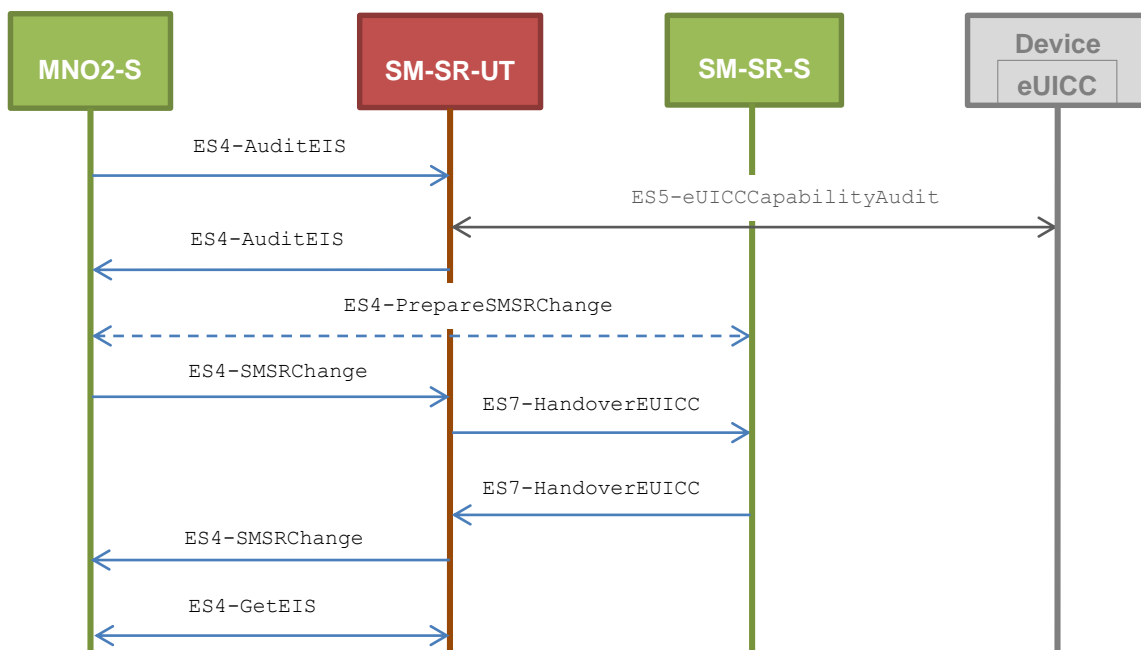 MNO2-S
SM-SR-UT
SM-SR-S
Device
eUICC
ES4-AuditEIS
ES5-eUICCCapabilityAudit
ES4-AuditEIS
ES4-PrepareSMSRChange
ES4-SMSRChange
ES7-HandoverEUICC
ES7-HandoverEUICC
ES4-SMSRChange
ES4-GetEIS